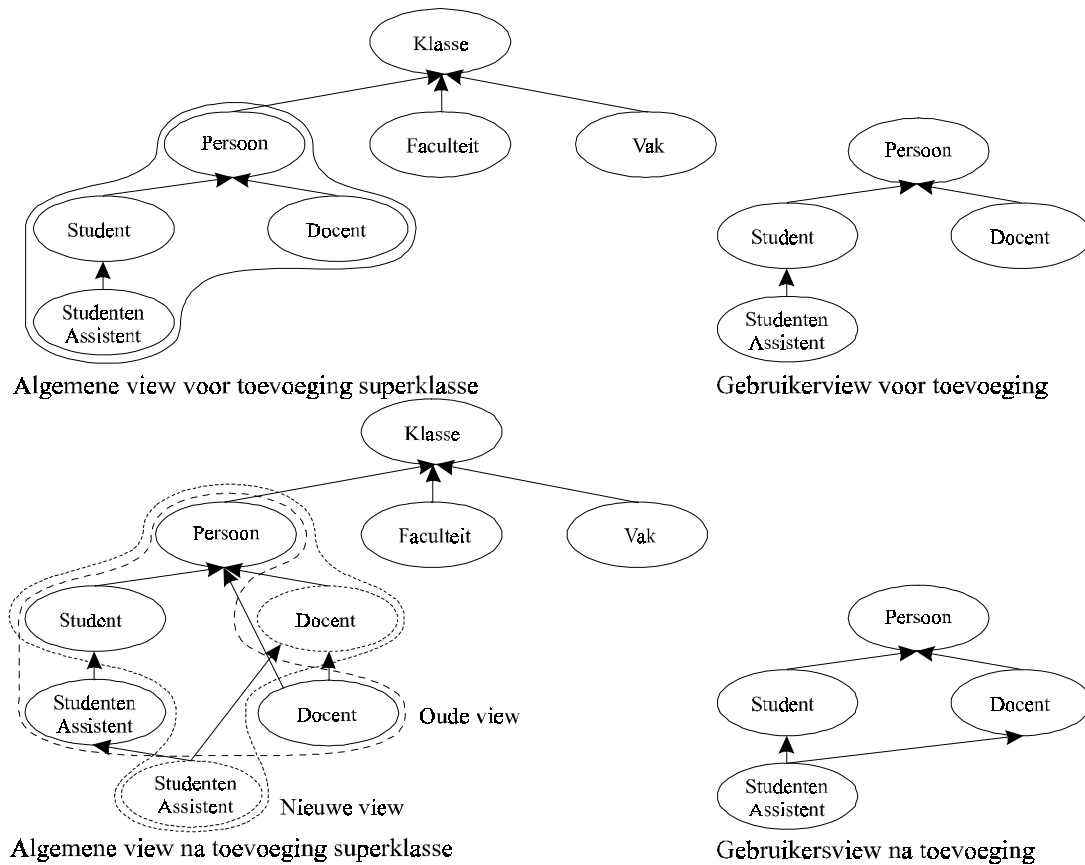 Klasse
Persoon
Faculteit
Vak
Student
Docent
Studenten
Assistent
Algemene view voor toevoeging superklasse
Persoon
Student
Docent
Studenten
Assistent
Gebruikerview voor toevoeging
Klasse
Persoon
Faculteit
Vak
Student
Docent
Studenten
Assistent
Docent
Oude view
Studenten
Assistent
Nieuwe view
Algemene view na toevoeging superklasse
Persoon
Student
Docent
Studenten
Assistent
Gebruikersview na toevoeging